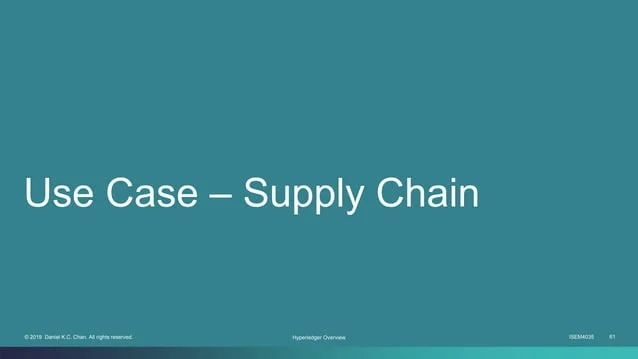 Use Case – Supply Chain
© 2019 Daniel K.C. Chan. All rights reserved.
Hyperledger Overview
ISEM4035
61